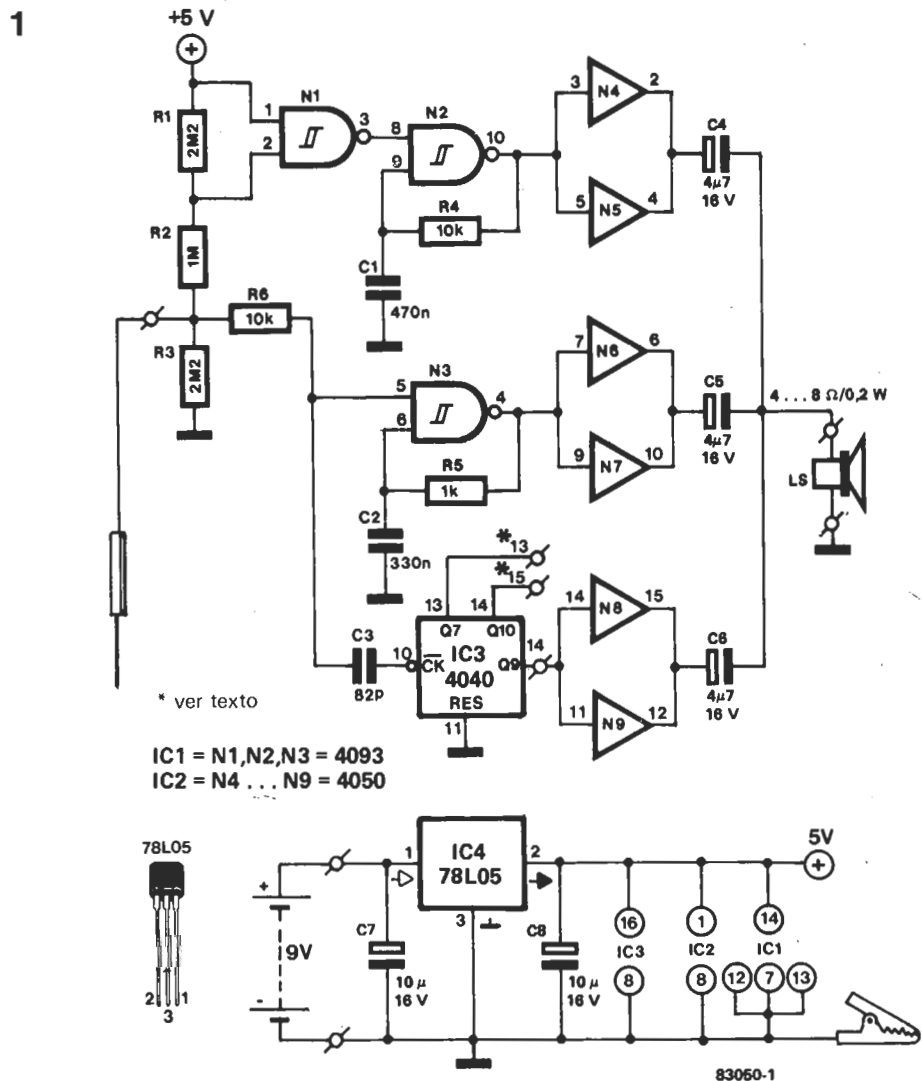 1
+5 V
+
R1
2M2
R2
1M
R3
2M2
R6
10k
N1
1
2
3
N2
8
9
10
R4
10k
C1
470n
3
N4
2
5
N5
4
C4
4µ7
16 V
N3
5
6
4
R5
1k
C2
330n
7
N6
6
9
N7
10
C5
4µ7
16 V
4 ... 8 Ω/0,2 W
LS
*
13
*
15
13
14
Q7
Q10
14
C3
82p
10
CK
IC3
4040
Q9
RES
11
14
N8
15
11
N9
12
C6
4µ7
16 V
* ver texto
IC1 = N1,N2,N3 = 4093
IC2 = N4 ... N9 = 4050
78L05
2
1
3
+
9V
-
1
IC4
78L05
2
3
C7
10 µ
16 V
C8
10 µ
16 V
5V
+
16
1
14
IC3
IC2
IC1
8
8
12
7
13
83060-1